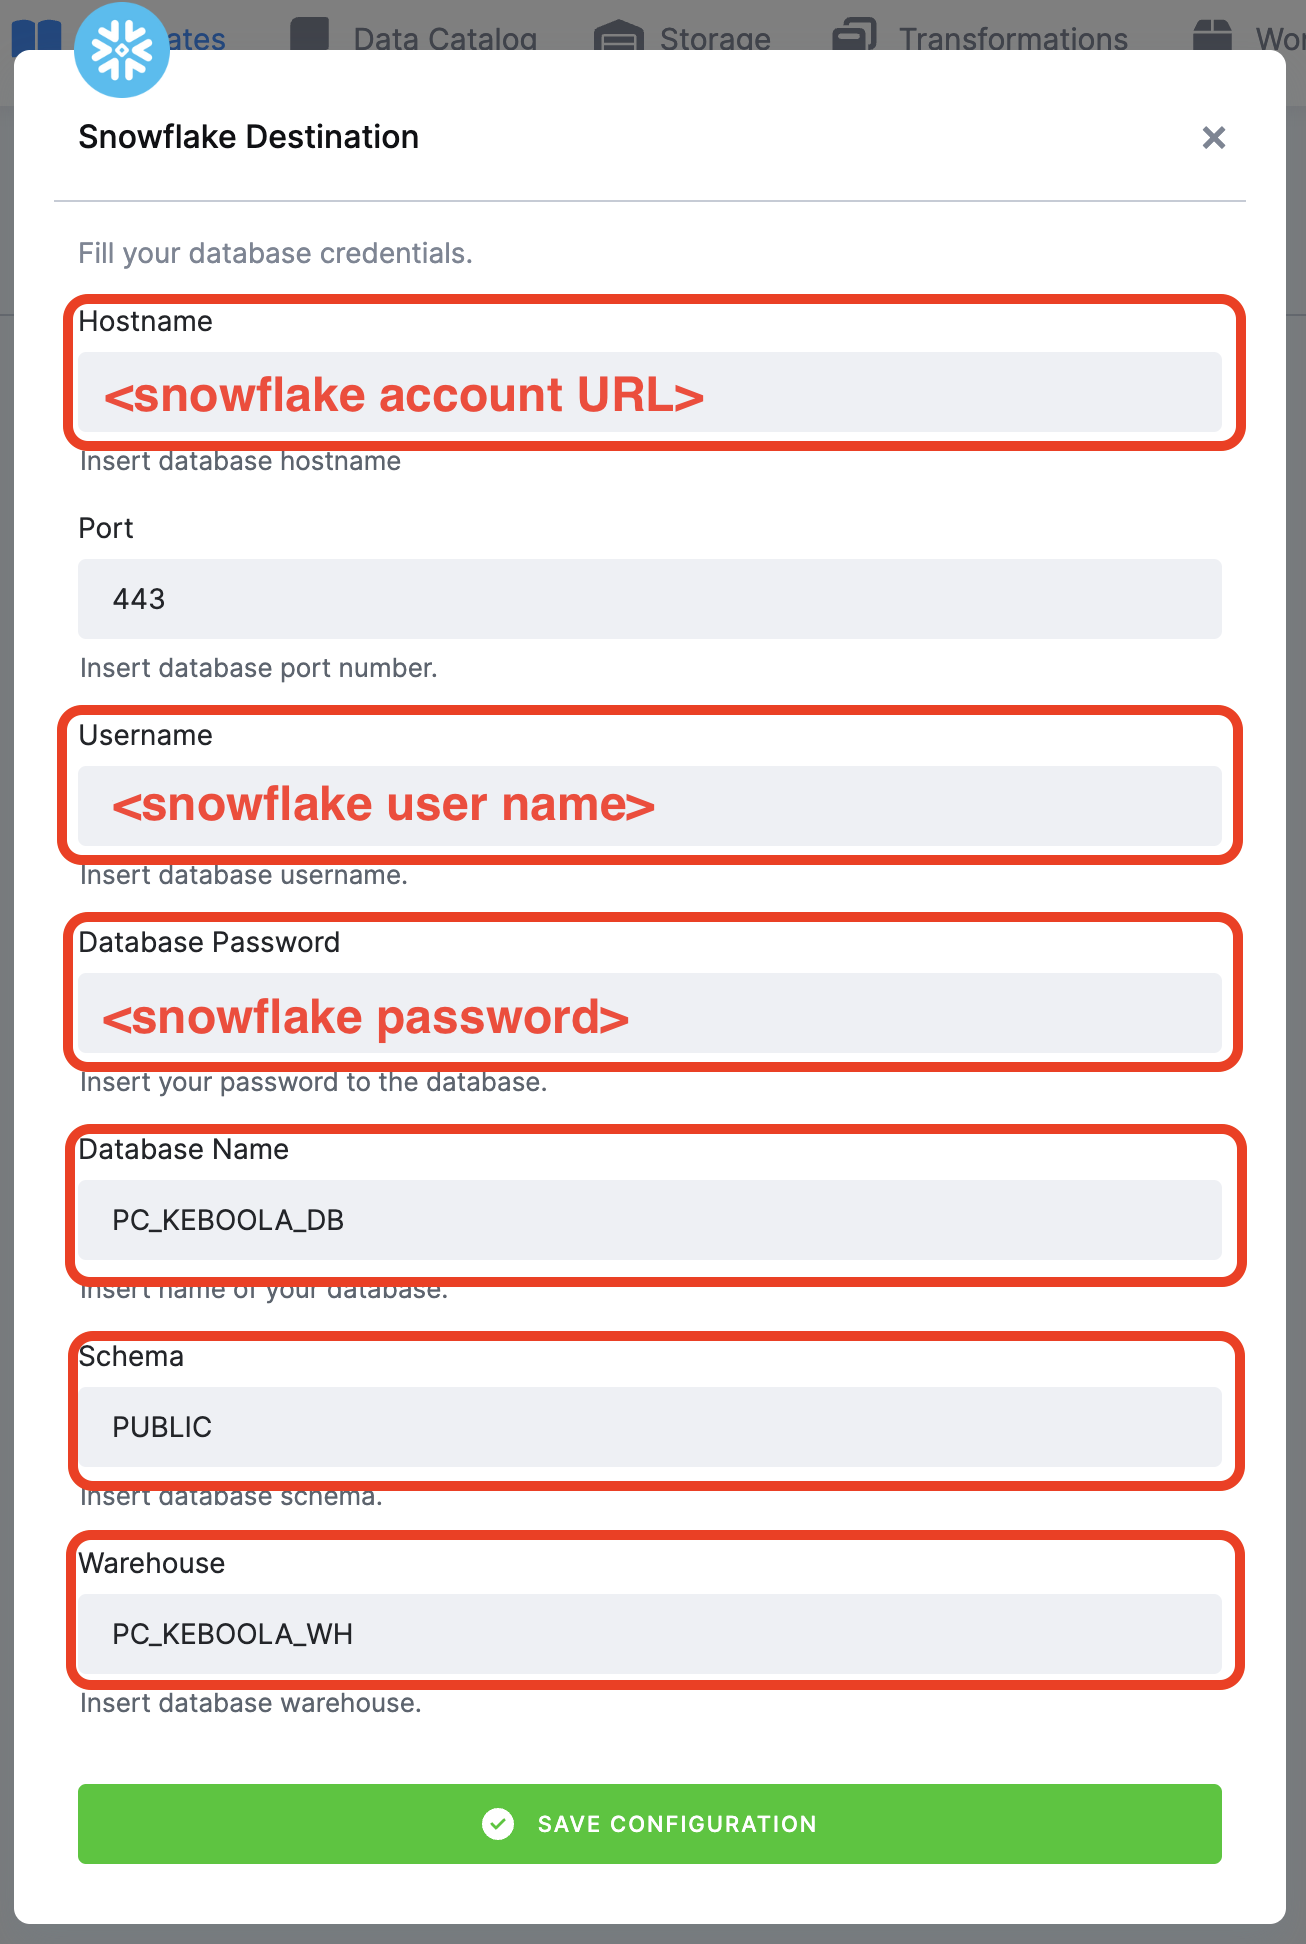 Data Catalog
Storage
Transformations
Snowflake Destination
Fill your database credentials.
Hostname
<snowflake account URL>
Insert database hostname
Port
443
Insert database port number.
Username
<snowflake user name>
Insert database username.
Database Password
<snowflake password>
Insert your password to the database.
Database Name
PC_KEBOOLA_DB
Insert name of your database.
Schema
PUBLIC
Insert database schema.
Warehouse
PC_KEBOOLA_WH
Insert database warehouse.
SAVE CONFIGURATION